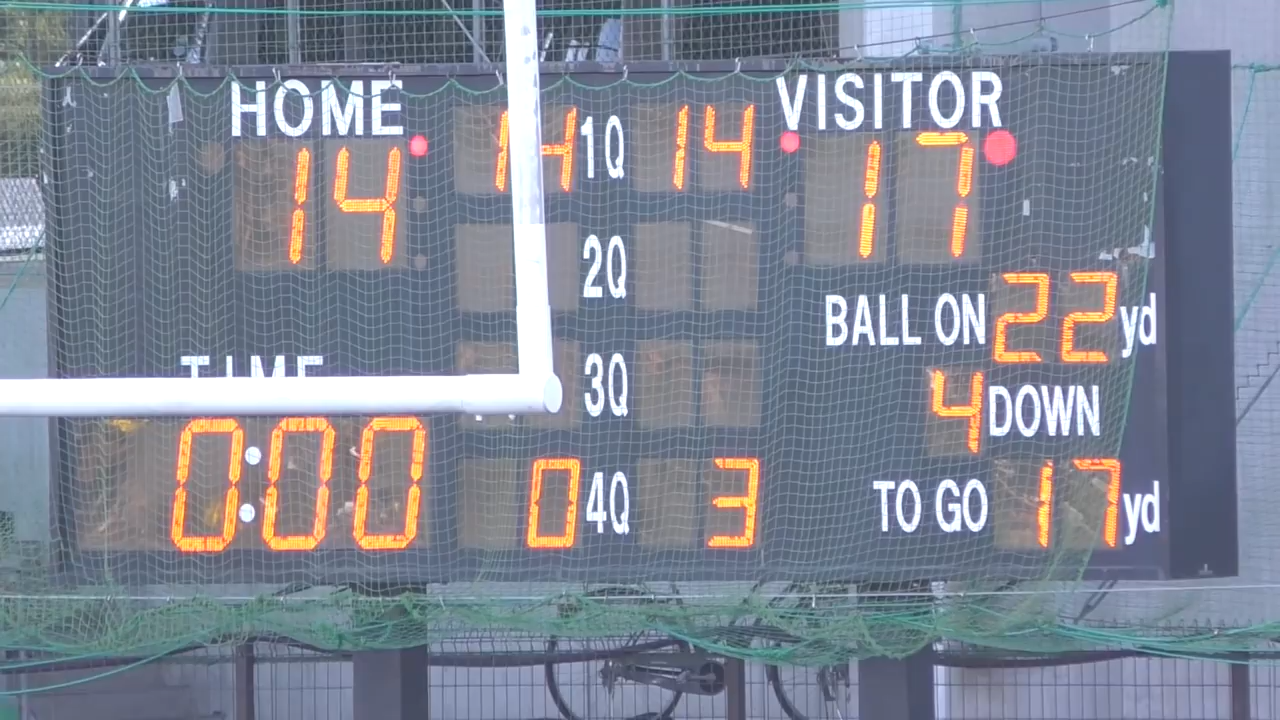 HOME VISITOR
14 14 1Q 14 17
2Q
BALL ON 22 yd
TIME 3Q
4 DOWN
0:00 0 4Q 3 TO GO 17 yd